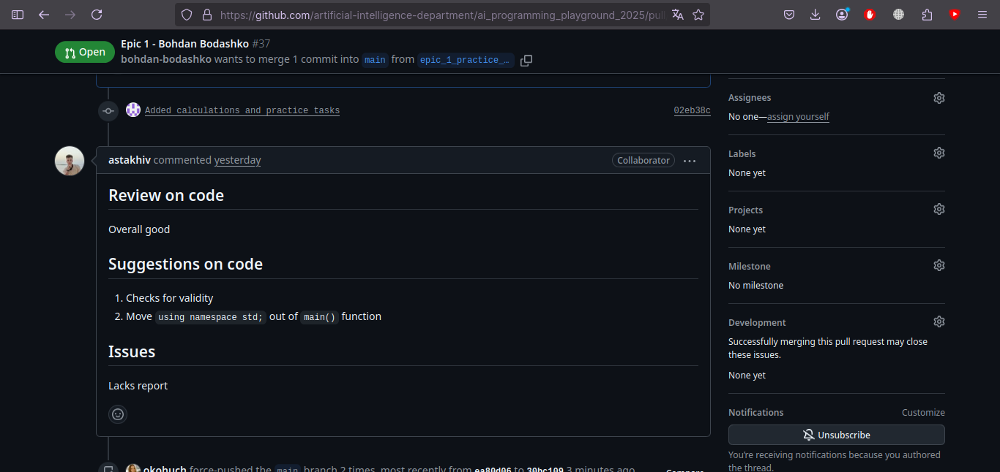 https://github.com/artificial-intelligence-department/ai_programming_playground_2025/pull
Open
Epic 1 - Bohdan Bodashko #37
bohdan-bodashko wants to merge 1 commit into main from epic_1_practice_…
Added calculations and practice tasks 02eb38c
astakhiv commented yesterday Collaborator
Review on code
Overall good
Suggestions on code
1. Checks for validity
2. Move using namespace std; out of main() function
Issues
Lacks report
okohuch force-pushed the main branch 2 times, most recently from ea80d06 to 30bc109 3 minutes ago Compare
Assignees
No one—assign yourself
Labels
None yet
Projects
None yet
Milestone
No milestone
Development
Successfully merging this pull request may close
these issues.
None yet
Notifications Customize
Unsubscribe
You're receiving notifications because you authored
the thread.